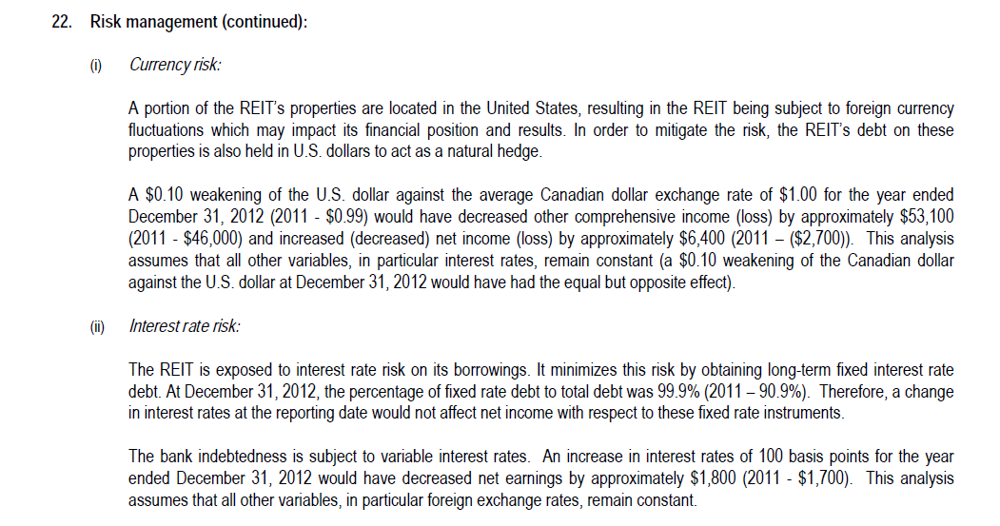 22. Risk management (continued):
(i) Currency risk:
A portion of the REIT's properties are located in the United States, resulting in the REIT being subject to foreign currency
fluctuations which may impact its financial position and results. In order to mitigate the risk, the REIT's debt on these
properties is also held in U.S. dollars to act as a natural hedge.
A $0.10 weakening of the U.S. dollar against the average Canadian dollar exchange rate of $1.00 for the year ended
December 31, 2012 (2011 - $0.99) would have decreased other comprehensive income (loss) by approximately $53,100
(2011 - $46,000) and increased (decreased) net income (loss) by approximately $6,400 (2011 – ($2,700)). This analysis
assumes that all other variables, in particular interest rates, remain constant (a $0.10 weakening of the Canadian dollar
against the U.S. dollar at December 31, 2012 would have had the equal but opposite effect).
(ii) Interest rate risk:
The REIT is exposed to interest rate risk on its borrowings. It minimizes this risk by obtaining long-term fixed interest rate
debt. At December 31, 2012, the percentage of fixed rate debt to total debt was 99.9% (2011 – 90.9%). Therefore, a change
in interest rates at the reporting date would not affect net income with respect to these fixed rate instruments.
The bank indebtedness is subject to variable interest rates. An increase in interest rates of 100 basis points for the year
ended December 31, 2012 would have decreased net earnings by approximately $1,800 (2011 - $1,700). This analysis
assumes that all other variables, in particular foreign exchange rates, remain constant.